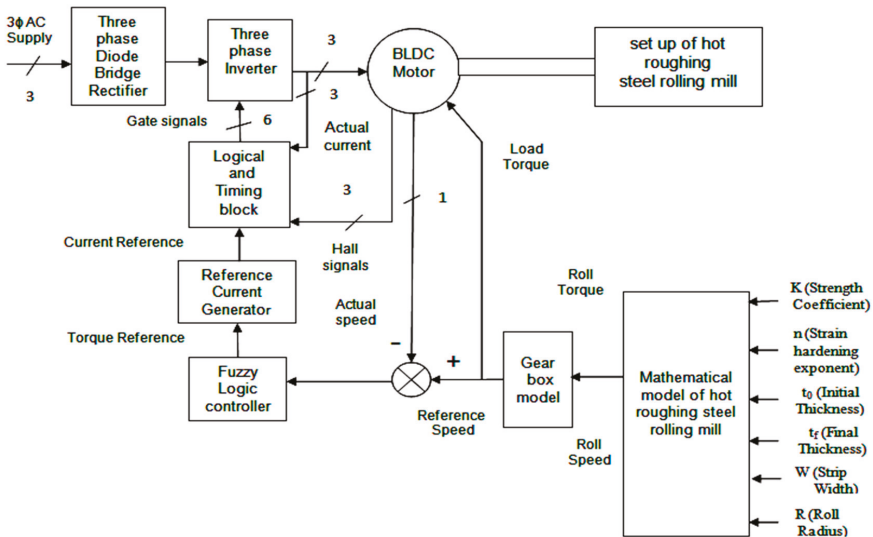 3ϕ AC
Supply
3
Three
phase
Diode
Bridge
Rectifier
Three
phase
Inverter
3
3
BLDC
Motor
set up of hot
roughing
steel rolling mill
Gate signals
6
Actual
current
Logical
and
Timing
block
3
Hall
signals
1
Load
Torque
Current Reference
Reference
Current
Generator
Actual
speed
Torque Reference
Fuzzy
Logic
controller
–
+
Reference
Speed
Gear
box
model
Roll
Torque
Roll
Speed
Mathematical
model of hot
roughing steel
rolling mill
K (Strength
Coefficient)
n (Strain
hardening
exponent)
t₀ (Initial
Thickness)
t_f (Final
Thickness)
W (Strip
Width)
R (Roll
Radius)